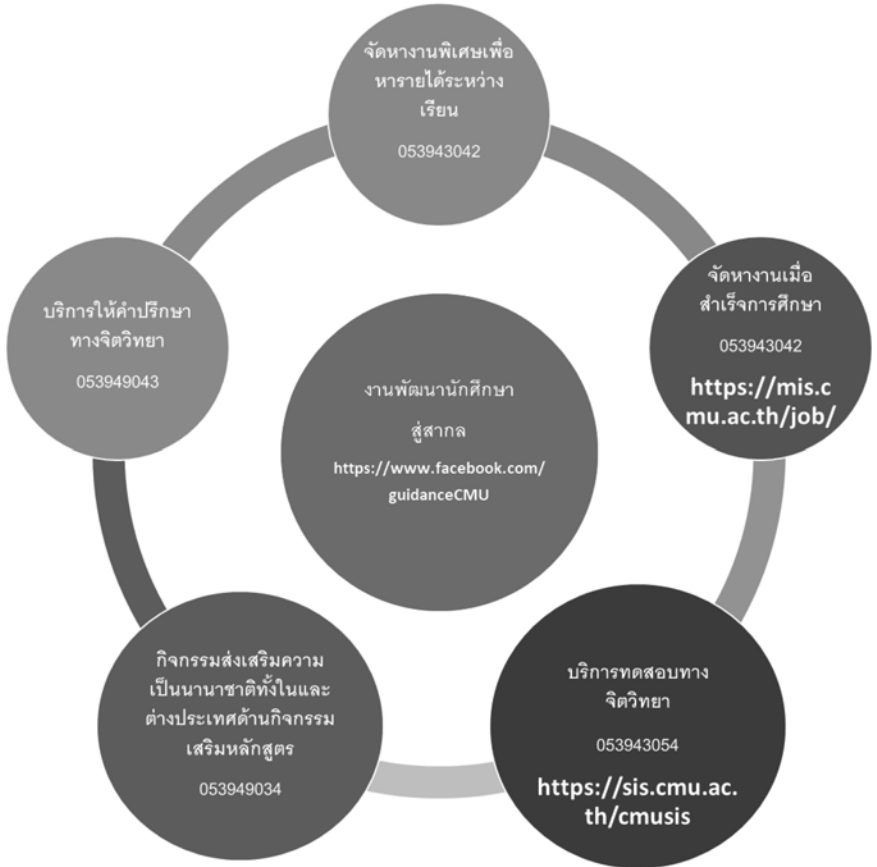 จัดหางานพิเศษเพื่อ
หารายได้ระหว่าง
เรียน
053943042
จัดหางานเมื่อ
สำเร็จการศึกษา
053943042
https://mis.c
mu.ac.th/job/
บริการให้คำปรึกษา
ทางจิตวิทยา
053949043
งานพัฒนานักศึกษา
สู่สากล
https://www.facebook.com/
guidanceCMU
กิจกรรมส่งเสริมความ
เป็นนานาชาติทั้งในและ
ต่างประเทศด้านกิจกรรม
เสริมหลักสูตร
053949034
บริการทดสอบทาง
จิตวิทยา
053943054
https://sis.cmu.ac.
th/cmusis